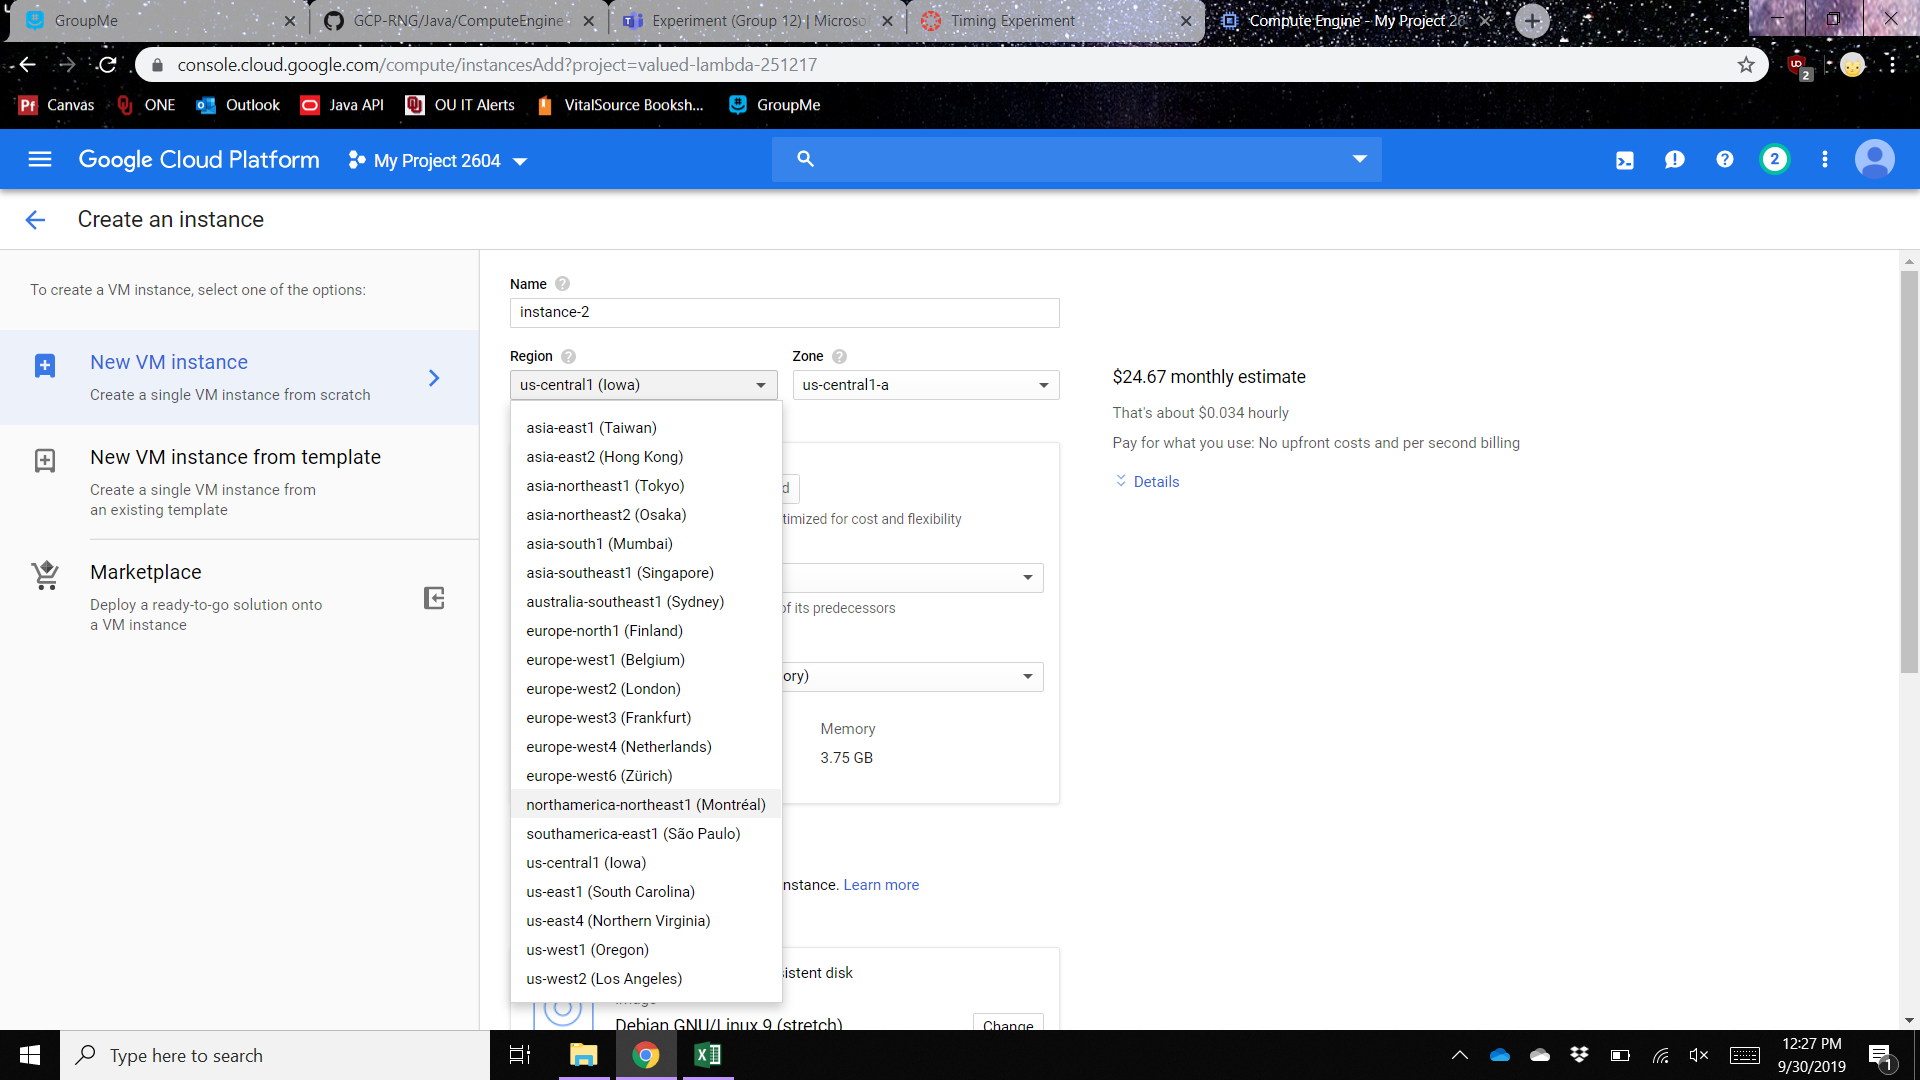 GroupMe
GCP-RNG/Java/ComputeEngine
Experiment (Group 12) | Microsof
Timing Experiment
Compute Engine - My Project 26
console.cloud.google.com/compute/instancesAdd?project=valued-lambda-251217
2
Pf Canvas
ONE
Outlook
Java API
OU IT Alerts
VitalSource Booksh...
GroupMe
Google Cloud Platform
My Project 2604
2
Create an instance
To create a VM instance, select one of the options:
New VM instance
Create a single VM instance from scratch
New VM instance from template
Create a single VM instance from
an existing template
Marketplace
Deploy a ready-to-go solution onto
a VM instance
Name
instance-2
Region
Zone
us-central1 (Iowa)
us-central1-a
asia-east1 (Taiwan)
asia-east2 (Hong Kong)
asia-northeast1 (Tokyo)
asia-northeast2 (Osaka)
asia-south1 (Mumbai)
asia-southeast1 (Singapore)
australia-southeast1 (Sydney)
europe-north1 (Finland)
europe-west1 (Belgium)
europe-west2 (London)
europe-west3 (Frankfurt)
europe-west4 (Netherlands)
europe-west6 (Zürich)
northamerica-northeast1 (Montréal)
southamerica-east1 (São Paulo)
us-central1 (Iowa)
us-east1 (South Carolina)
us-east4 (Northern Virginia)
us-west1 (Oregon)
us-west2 (Los Angeles)
d
timized for cost and flexibility
of its predecessors
ory)
Memory
3.75 GB
nstance. Learn more
sistent disk
Image
Debian GNU/Linux 9 (stretch)
Change
$24.67 monthly estimate
That's about $0.034 hourly
Pay for what you use: No upfront costs and per second billing
Details
Type here to search
12:27 PM
9/30/2019
1